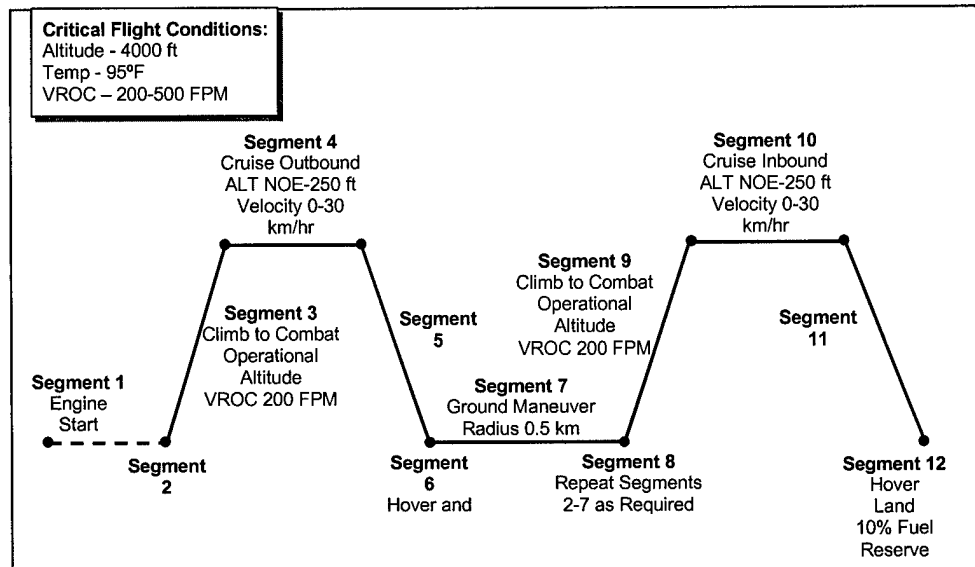 Critical Flight Conditions:
Altitude - 4000 ft
Temp - 95ºF
VROC – 200-500 FPM
Segment 4
Cruise Outbound
ALT NOE-250 ft
Velocity 0-30
km/hr
Segment 10
Cruise Inbound
ALT NOE-250 ft
Velocity 0-30
km/hr
Segment 3
Climb to Combat
Operational
Altitude
VROC 200 FPM
Segment
5
Segment 9
Climb to Combat
Operational
Altitude
VROC 200 FPM
Segment
11
Segment 1
Engine
Start
Segment 7
Ground Maneuver
Radius 0.5 km
Segment
2
Segment
6
Hover and
Segment 8
Repeat Segments
2-7 as Required
Segment 12
Hover
Land
10% Fuel
Reserve